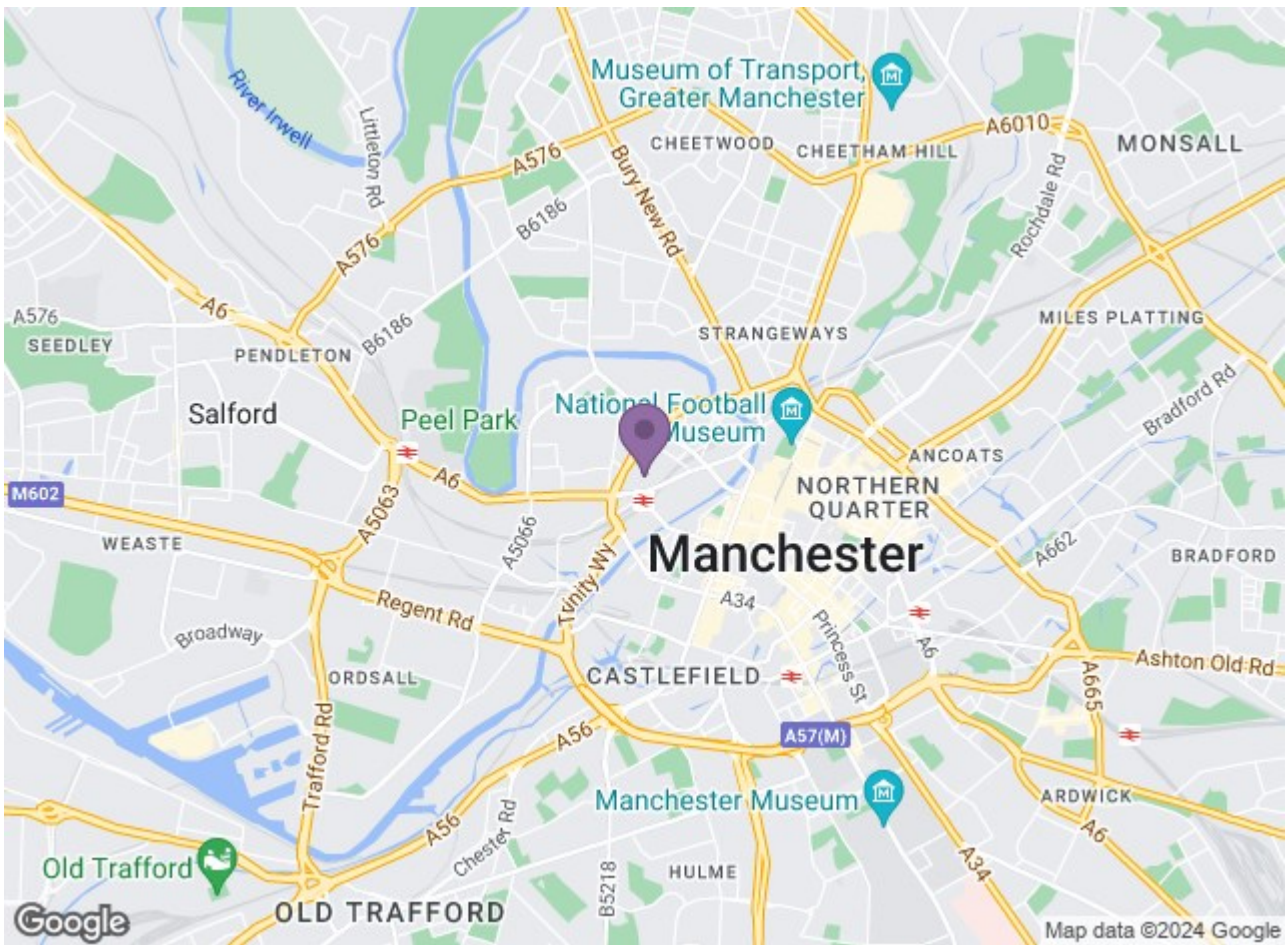 River Irwell
Littleton Rd
Museum of Transport,
Greater Manchester
CHEETWOOD
CHEETHAM HILL
A6010
MONSALL
A576
Bury New Rd
Rochdale Rd
B6186
A576
A6
A576
SEEDLEY
PENDLETON
B6186
STRANGEWAYS
MILES PLATTING
Bradford Rd
Salford
Peel Park
National Football
Museum
ANCOATS
M602
A6
NORTHERN
QUARTER
A5063
A5066
WEASTE
Manchester
A662
BRADFORD
Regent Rd
Trinity Wy
A34
Princess St
A6
Broadway
ORDSALL
CASTLEFIELD
Ashton Old Rd
A665
Trafford Rd
A56
A57(M)
Manchester Museum
ARDWICK
A56
Chester Rd
A6
Old Trafford
B5218
HULME
A34
OLD TRAFFORD
Google
Map data ©2024 Google